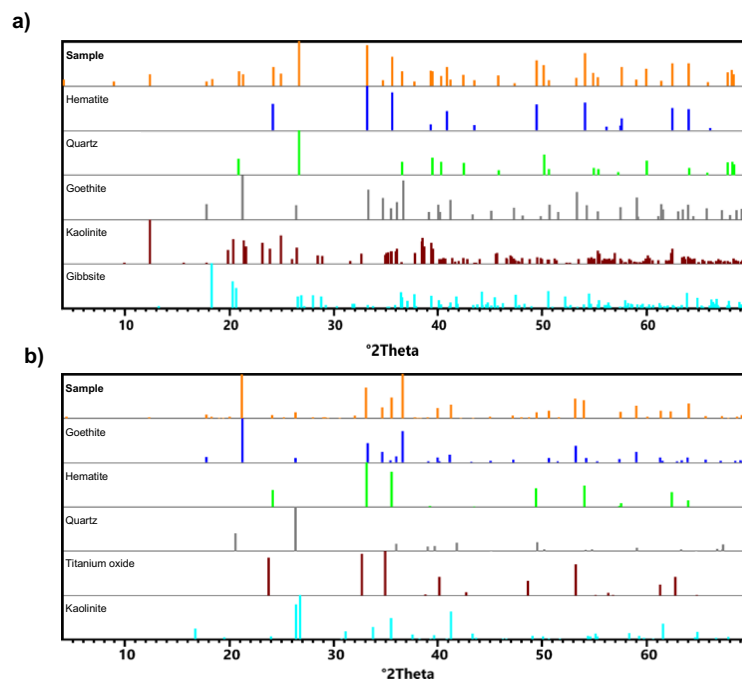 a)
Sample
Hematite
Quartz
Goethite
Kaolinite
Gibbsite
10 20 30 40 50 60
°2Theta
b)
Sample
Goethite
Hematite
Quartz
Titanium oxide
Kaolinite
10 20 30 40 50 60
°2Theta